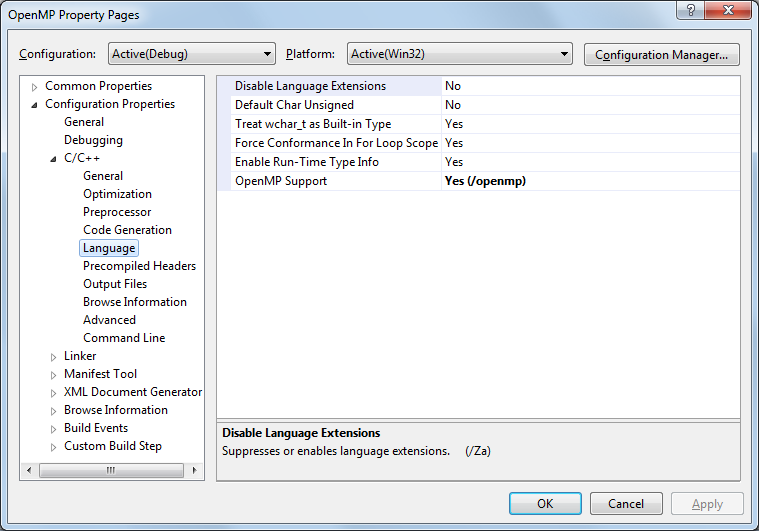 OpenMP Property Pages
Configuration: Active(Debug) Platform: Active(Win32) Configuration Manager...
Common Properties
Configuration Properties
General
Debugging
C/C++
General
Optimization
Preprocessor
Code Generation
Language
Precompiled Headers
Output Files
Browse Information
Advanced
Command Line
Linker
Manifest Tool
XML Document Generator
Browse Information
Build Events
Custom Build Step
Disable Language Extensions No
Default Char Unsigned No
Treat wchar_t as Built-in Type Yes
Force Conformance In For Loop Scope Yes
Enable Run-Time Type Info Yes
OpenMP Support Yes (/openmp)
Disable Language Extensions
Suppresses or enables language extensions. (/Za)
OK Cancel Apply